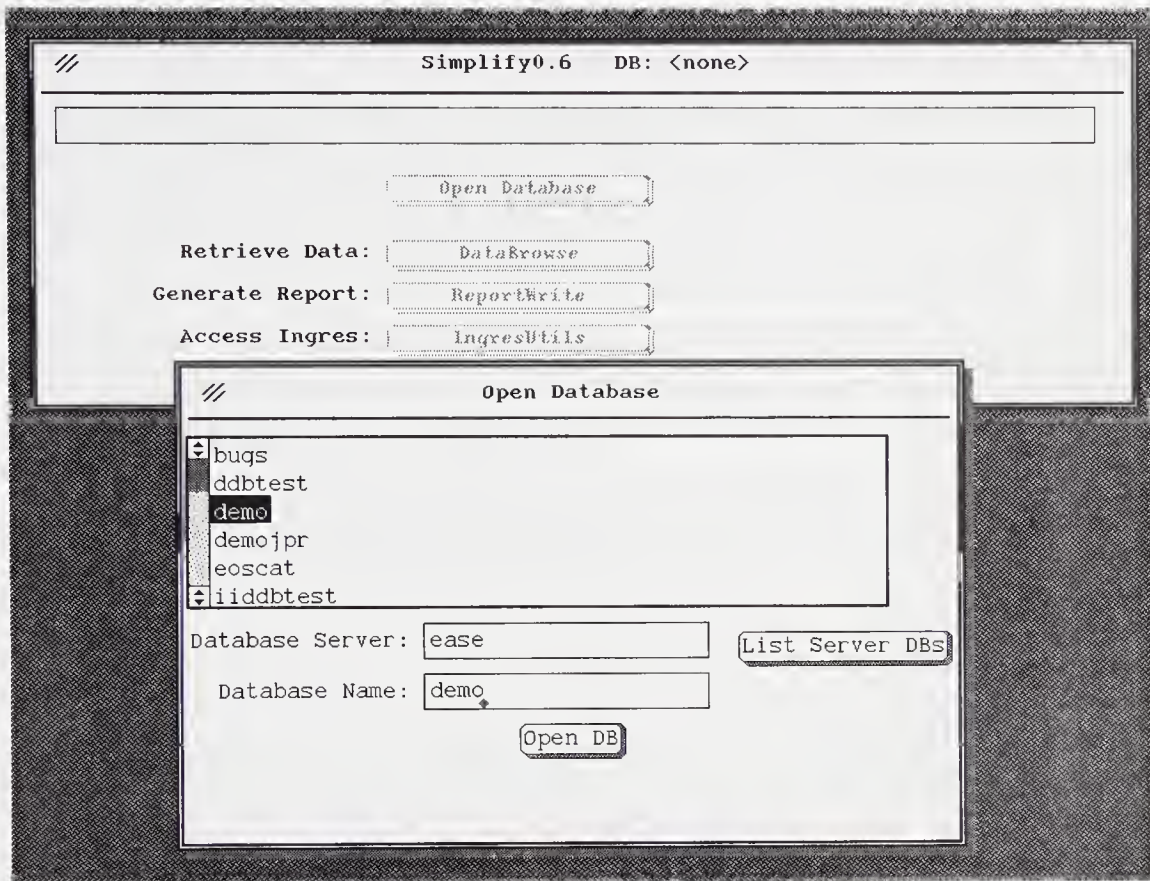 Simplify0.6 DB: <none>
Open Database
Retrieve Data: DataBrowse
Generate Report: ReportWrite
Access Ingres: IngresUtils
Open Database
bugs
ddbtest
demo
demojpr
eoscat
iiddbtest
Database Server: ease
List Server DBs
Database Name: demo
Open DB